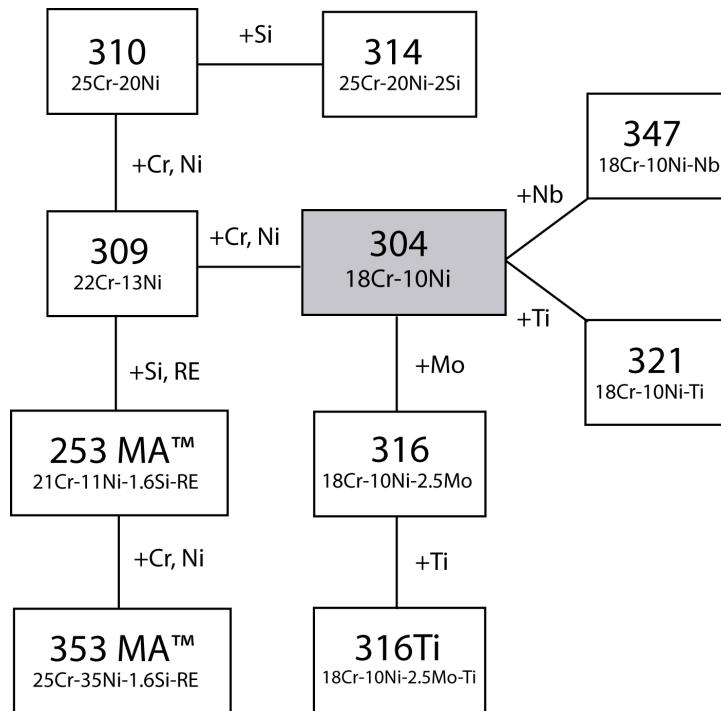 310
25Cr-20Ni
+Si
314
25Cr-20Ni-2Si
347
18Cr-10Ni-Nb
+Cr, Ni
+Nb
309
22Cr-13Ni
+Cr, Ni
304
18Cr-10Ni
+Ti
321
18Cr-10Ni-Ti
+Si, RE
+Mo
253 MA™
21Cr-11Ni-1.6Si-RE
316
18Cr-10Ni-2.5Mo
+Cr, Ni
+Ti
353 MA™
25Cr-35Ni-1.6Si-RE
316Ti
18Cr-10Ni-2.5Mo-Ti